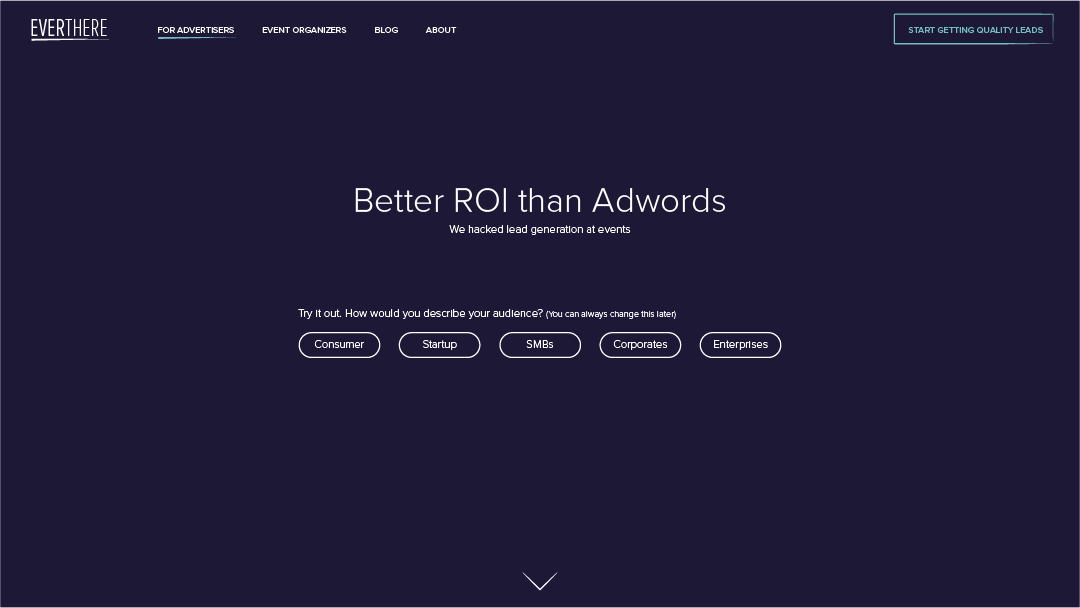 EVERTHERE
FOR ADVERTISERS
EVENT ORGANIZERS
BLOG
ABOUT
START GETTING QUALITY LEADS
Better ROI than Adwords
We hacked lead generation at events
Try it out. How would you describe your audience? (You can always change this later)
Consumer
Startup
SMBs
Corporates
Enterprises